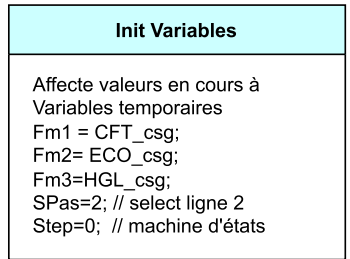 Init Variables
Affecte valeurs en cours à
Variables temporaires
Fm1 = CFT_csg;
Fm2= ECO_csg;
Fm3=HGL_csg;
SPas=2; // select ligne 2
Step=0;  // machine d'états